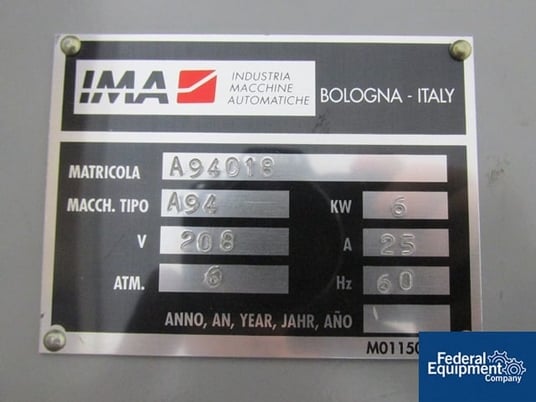 IMA INDUSTRIA
MACCHINE
AUTOMATICHE
BOLOGNA - ITALY
MATRICOLA A94018
MACCH. TIPO A94 KW 6
V 208 A 25
ATM. 6 Hz 60
ANNO, AN, YEAR, JAHR, AÑO
Federal
Equipment
Company